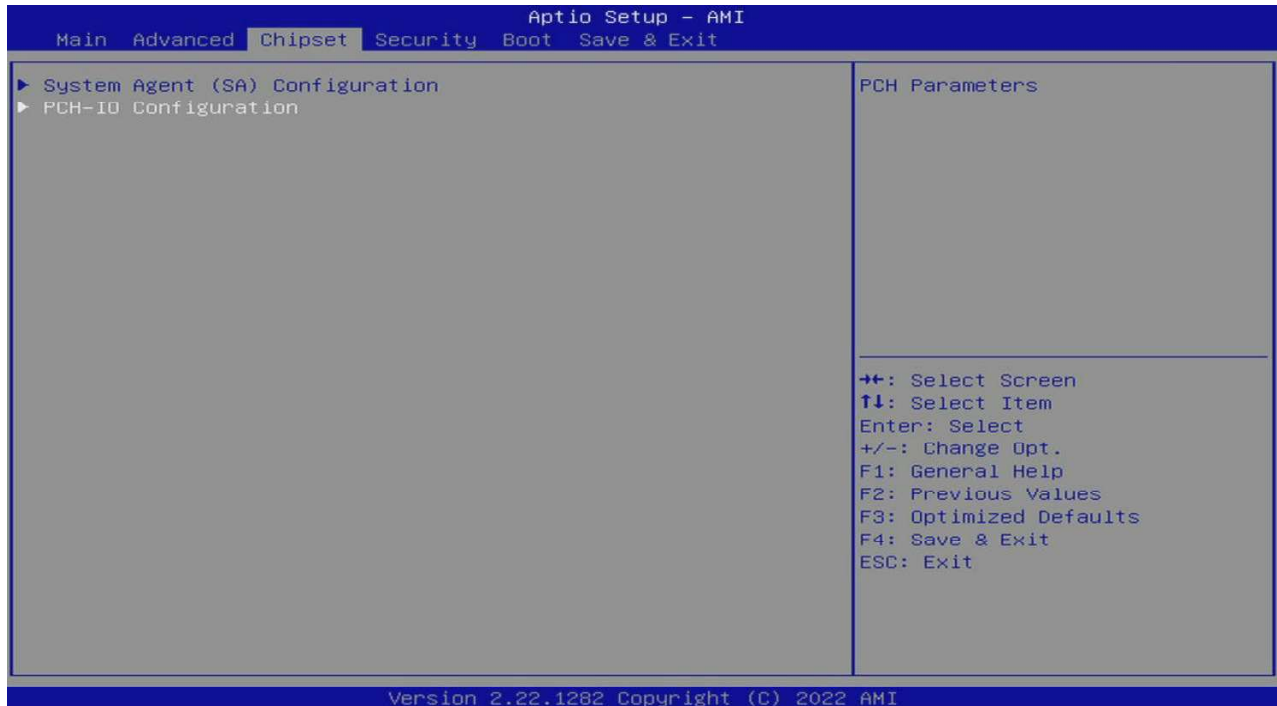 Aptio Setup – AMI
Main Advanced Chipset Security Boot Save & Exit
▶ System Agent (SA) Configuration
▶ PCH-IO Configuration
PCH Parameters
→←: Select Screen
↑↓: Select Item
Enter: Select
+/-: Change Opt.
F1: General Help
F2: Previous Values
F3: Optimized Defaults
F4: Save & Exit
ESC: Exit
Version 2.22.1282 Copyright (C) 2022 AMI